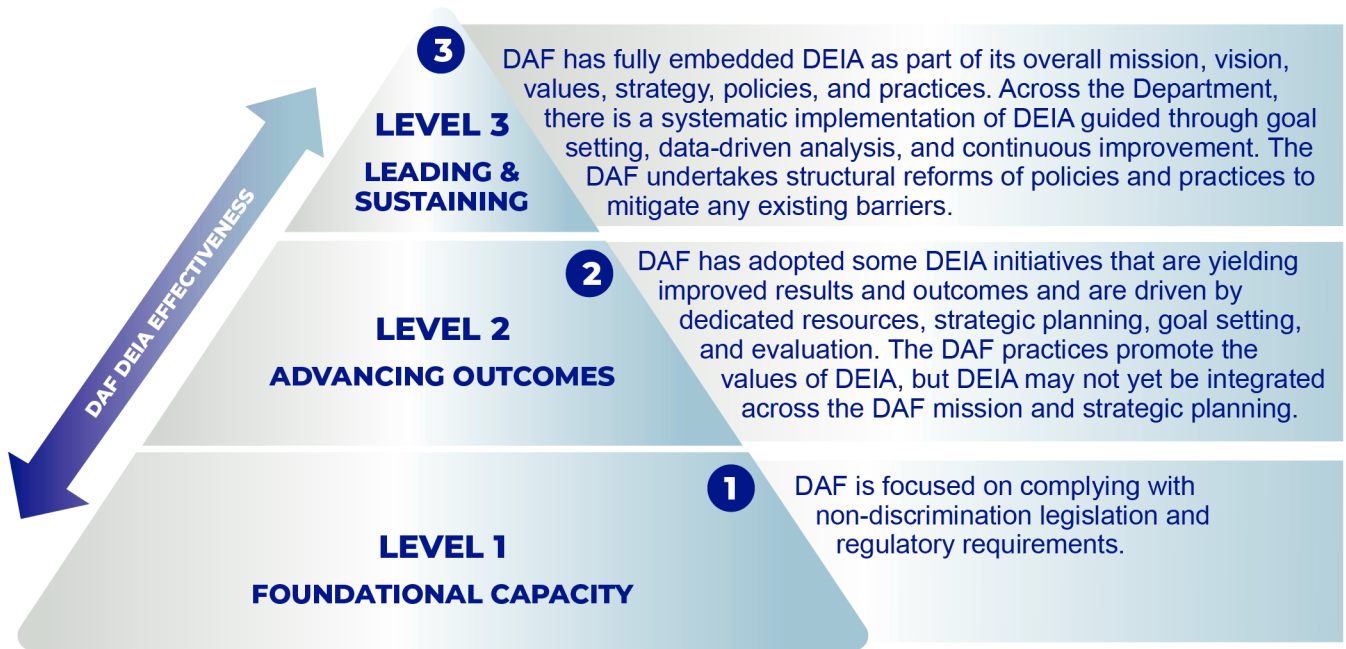 DAF DEIA EFFECTIVENESS
3
LEVEL 3
LEADING &
SUSTAINING
DAF has fully embedded DEIA as part of its overall mission, vision,
values, strategy, policies, and practices. Across the Department,
there is a systematic implementation of DEIA guided through goal
setting, data-driven analysis, and continuous improvement. The
DAF undertakes structural reforms of policies and practices to
mitigate any existing barriers.
2
LEVEL 2
ADVANCING OUTCOMES
DAF has adopted some DEIA initiatives that are yielding
improved results and outcomes and are driven by
dedicated resources, strategic planning, goal setting,
and evaluation. The DAF practices promote the
values of DEIA, but DEIA may not yet be integrated
across the DAF mission and strategic planning.
1
LEVEL 1
FOUNDATIONAL CAPACITY
DAF is focused on complying with
non-discrimination legislation and
regulatory requirements.